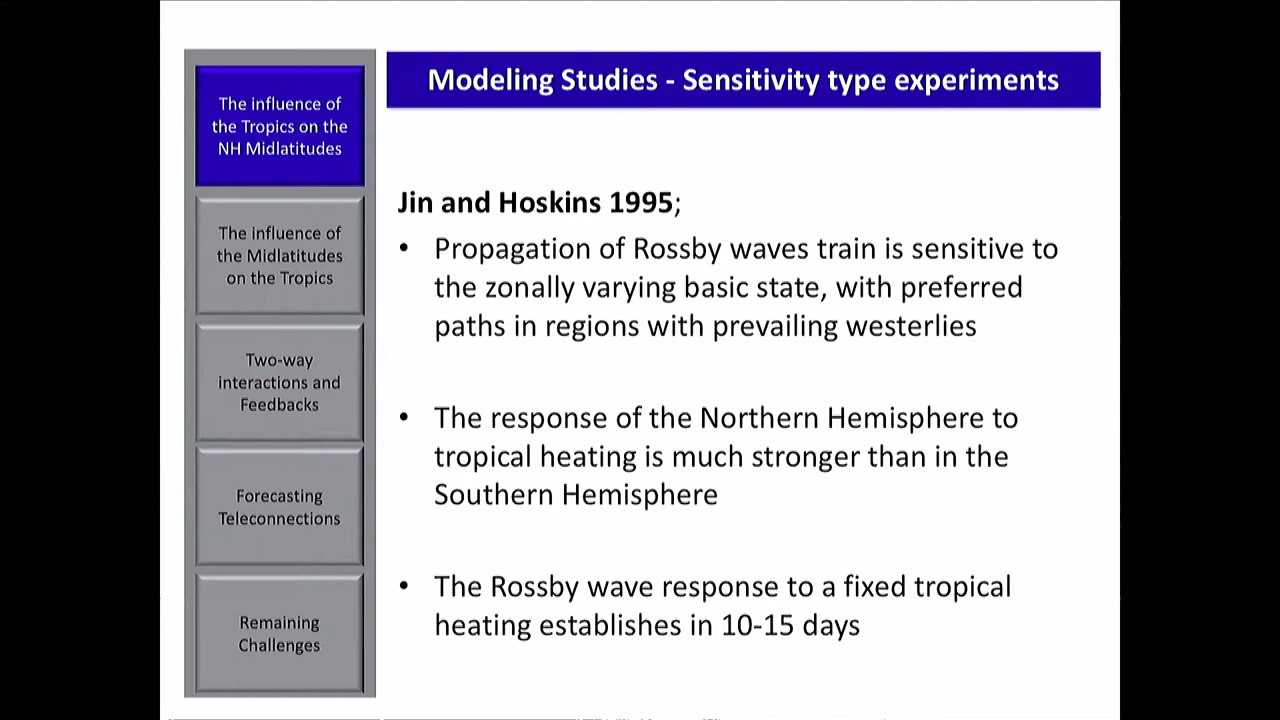 The influence of
the Tropics on the
NH Midlatitudes
The influence of
the Midlatitudes
on the Tropics
Two-way
interactions and
Feedbacks
Forecasting
Teleconnections
Remaining
Challenges
Modeling Studies - Sensitivity type experiments
Jin and Hoskins 1995;
• Propagation of Rossby waves train is sensitive to
the zonally varying basic state, with preferred
paths in regions with prevailing westerlies
• The response of the Northern Hemisphere to
tropical heating is much stronger than in the
Southern Hemisphere
• The Rossby wave response to a fixed tropical
heating establishes in 10-15 days